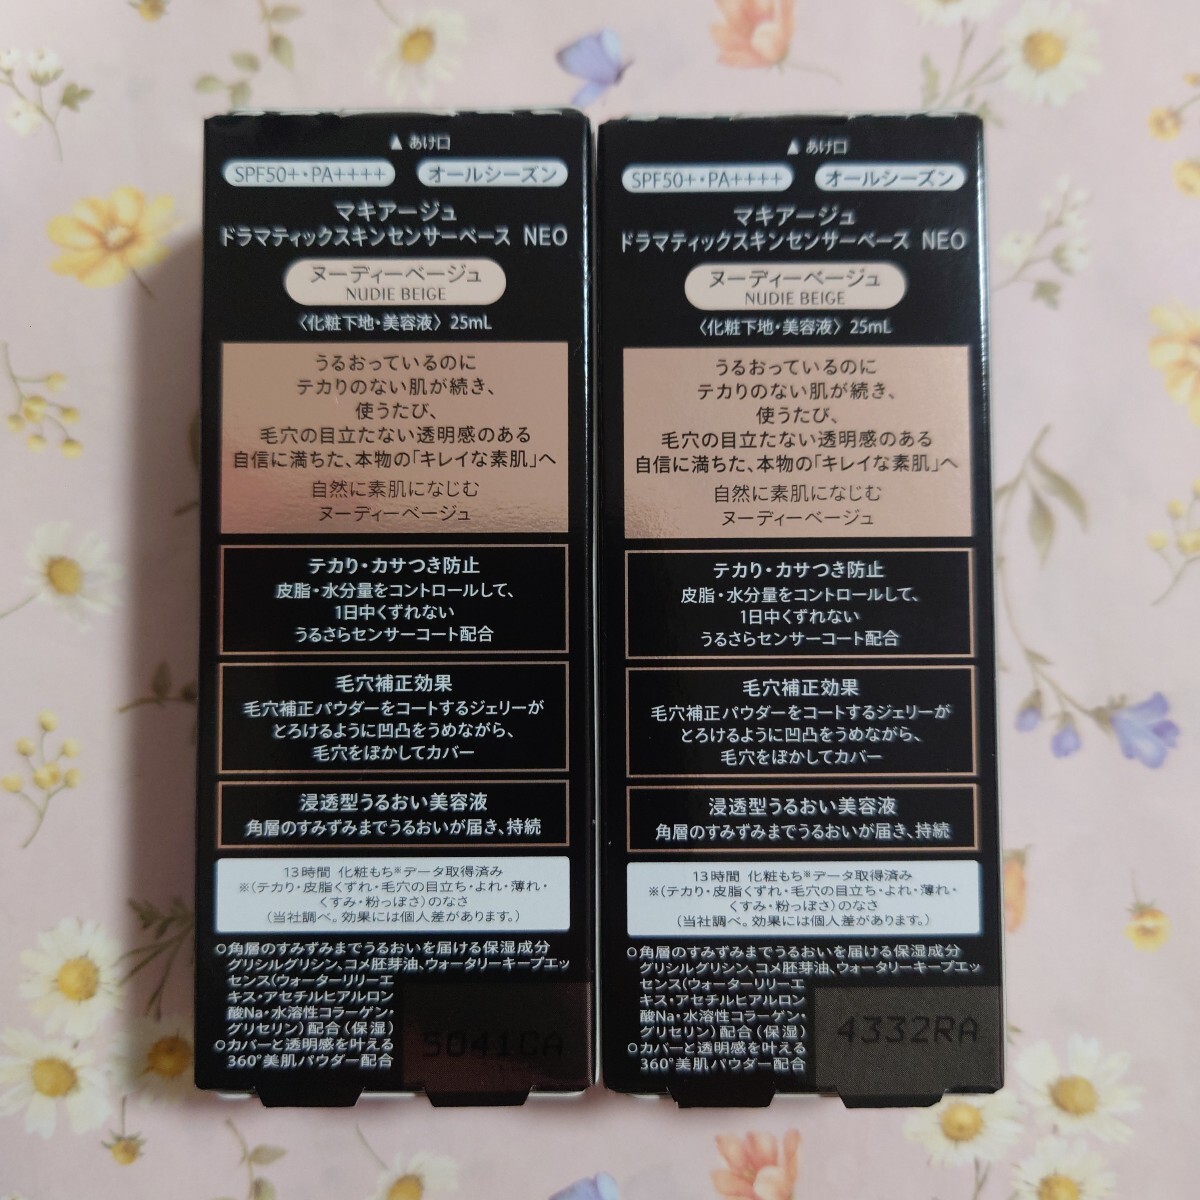 ▲ あけ口
SPF50+・PA++++ オールシーズン
マキアージュ
ドラマティックスキンセンサーベース NEO
ヌーディーベージュ
NUDIE BEIGE
〈化粧下地・美容液〉25mL
うるおっているのに
テカりのない肌が続き、
使うたび、
毛穴の目立たない透明感のある
自信に満ちた、本物の「キレイな素肌」へ
自然に素肌になじむ
ヌーディーベージュ
テカり・カサつき防止
皮脂・水分量をコントロールして、
1日中くずれない
うるさらセンサーコート配合
毛穴補正効果
毛穴補正パウダーをコートするジェリーが
とろけるように凹凸をうめながら、
毛穴をぼかしてカバー
浸透型うるおい美容液
角層のすみずみまでうるおいが届き、持続
13時間 化粧もち※データ取得済み
※(テカり・皮脂くずれ・毛穴の目立ち・よれ・薄れ・
くすみ・粉っぽさ)のなさ
(当社調べ。効果には個人差があります。)
○角層のすみずみまでうるおいを届ける保湿成分
グリシルグリシン、コメ胚芽油、ウォータリーキープエッ
センス(ウォーターリリーエ
キス・アセチルヒアルロン
酸Na・水溶性コラーゲン・
グリセリン)配合(保湿)
○カバーと透明感を叶える
360°美肌パウダー配合
5041CA
▲ あけ口
SPF50+・PA++++ オールシーズン
マキアージュ
ドラマティックスキンセンサーベース NEO
ヌーディーベージュ
NUDIE BEIGE
〈化粧下地・美容液〉25mL
うるおっているのに
テカりのない肌が続き、
使うたび、
毛穴の目立たない透明感のある
自信に満ちた、本物の「キレイな素肌」へ
自然に素肌になじむ
ヌーディーベージュ
テカり・カサつき防止
皮脂・水分量をコントロールして、
1日中くずれない
うるさらセンサーコート配合
毛穴補正効果
毛穴補正パウダーをコートするジェリーが
とろけるように凹凸をうめながら、
毛穴をぼかしてカバー
浸透型うるおい美容液
角層のすみずみまでうるおいが届き、持続
13時間 化粧もち※データ取得済み
※(テカり・皮脂くずれ・毛穴の目立ち・よれ・薄れ・
くすみ・粉っぽさ)のなさ
(当社調べ。効果には個人差があります。)
○角層のすみずみまでうるおいを届ける保湿成分
グリシルグリシン、コメ胚芽油、ウォータリーキープエッ
センス(ウォーターリリーエ
キス・アセチルヒアルロン
酸Na・水溶性コラーゲン・
グリセリン)配合(保湿)
○カバーと透明感を叶える
360°美肌パウダー配合
4332RA